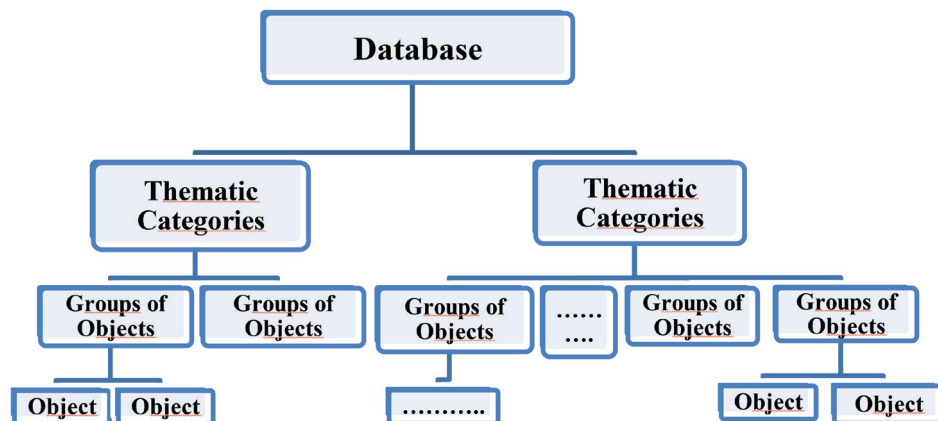 Database
Thematic
Categories
Thematic
Categories
Groups of
Objects
Groups of
Objects
Groups of
Objects
……
….
Groups of
Objects
Groups of
Objects
Object
Object
………..
Object
Object